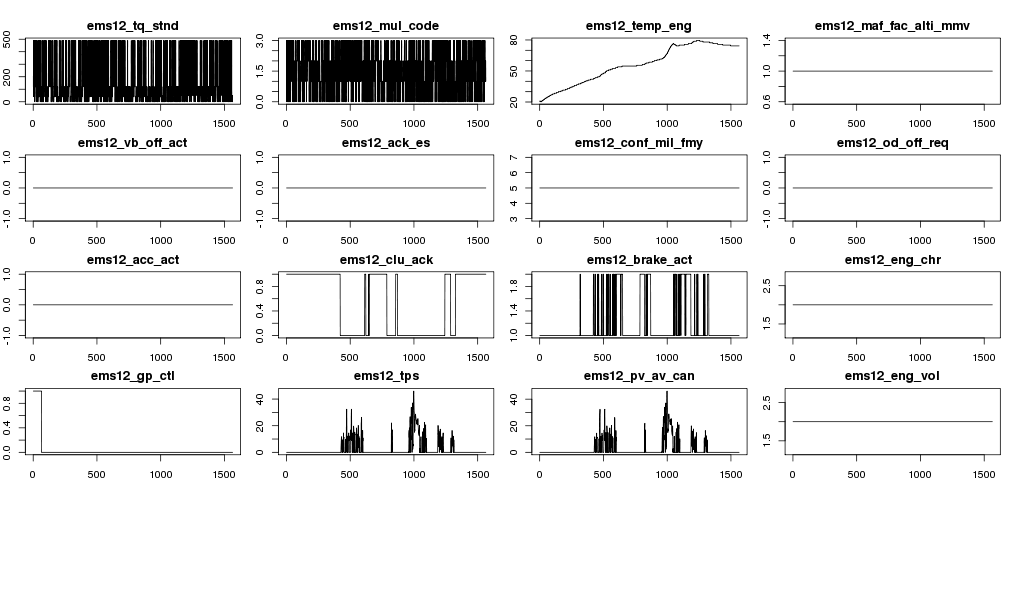 ems12_tq_stnd ems12_mul_code ems12_temp_eng ems12_maf_fac_alti_mmv
0 200 500 0.0 1.5 3.0 20 50 80 0.6 1.0 1.4
0 500 1000 1500 0 500 1000 1500 0 500 1000 1500 0 500 1000 1500
ems12_vb_off_act ems12_ack_es ems12_conf_mil_fmy ems12_od_off_req
-1.0 0.0 1.0 -1.0 0.0 1.0 3 4 5 6 7 -1.0 0.0 1.0
0 500 1000 1500 0 500 1000 1500 0 500 1000 1500 0 500 1000 1500
ems12_acc_act ems12_clu_ack ems12_brake_act ems12_eng_chr
-1.0 0.0 1.0 0.0 0.4 0.8 1.0 1.4 1.8 1.5 2.5
0 500 1000 1500 0 500 1000 1500 0 500 1000 1500 0 500 1000 1500
ems12_gp_ctl ems12_tps ems12_pv_av_can ems12_eng_vol
0.0 0.4 0.8 0 20 40 0 20 40 1.5 2.5
0 500 1000 1500 0 500 1000 1500 0 500 1000 1500 0 500 1000 1500